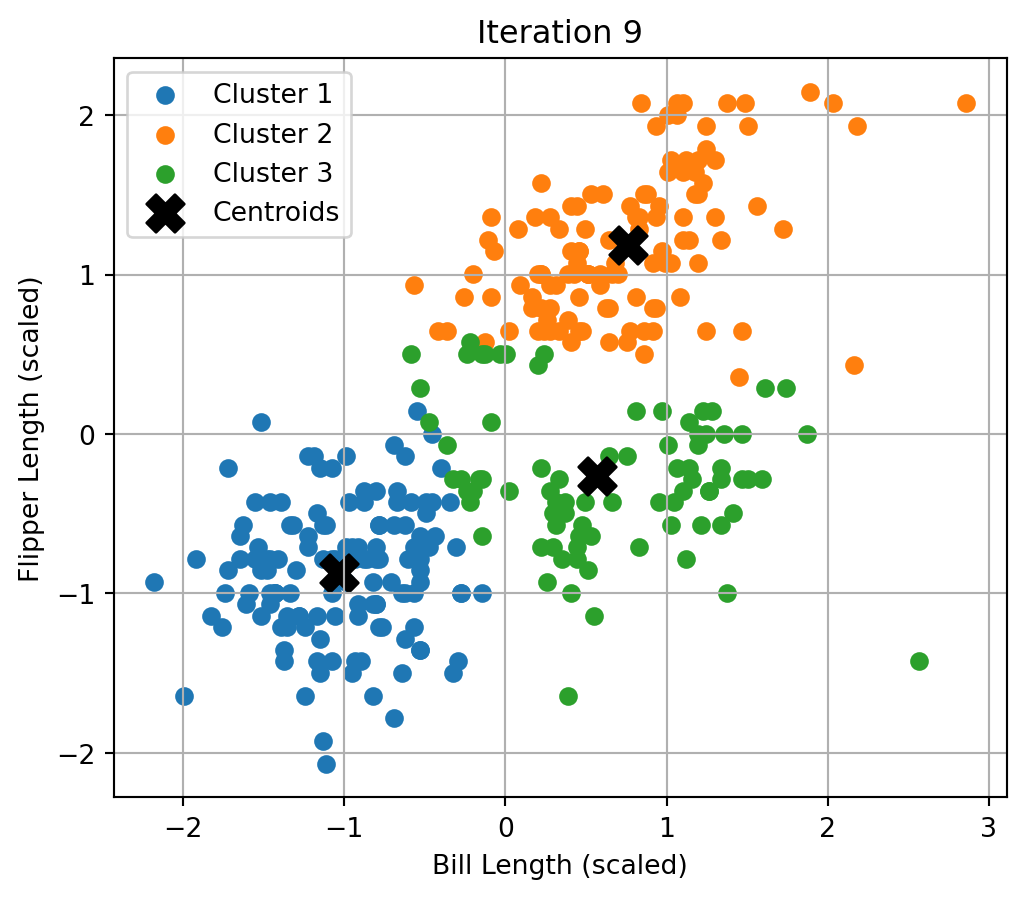 Iteration 9
Cluster 1
Cluster 2
Cluster 3
Centroids
2
1
0
−1
−2
Flipper Length (scaled)
−2 −1 0 1 2 3
Bill Length (scaled)